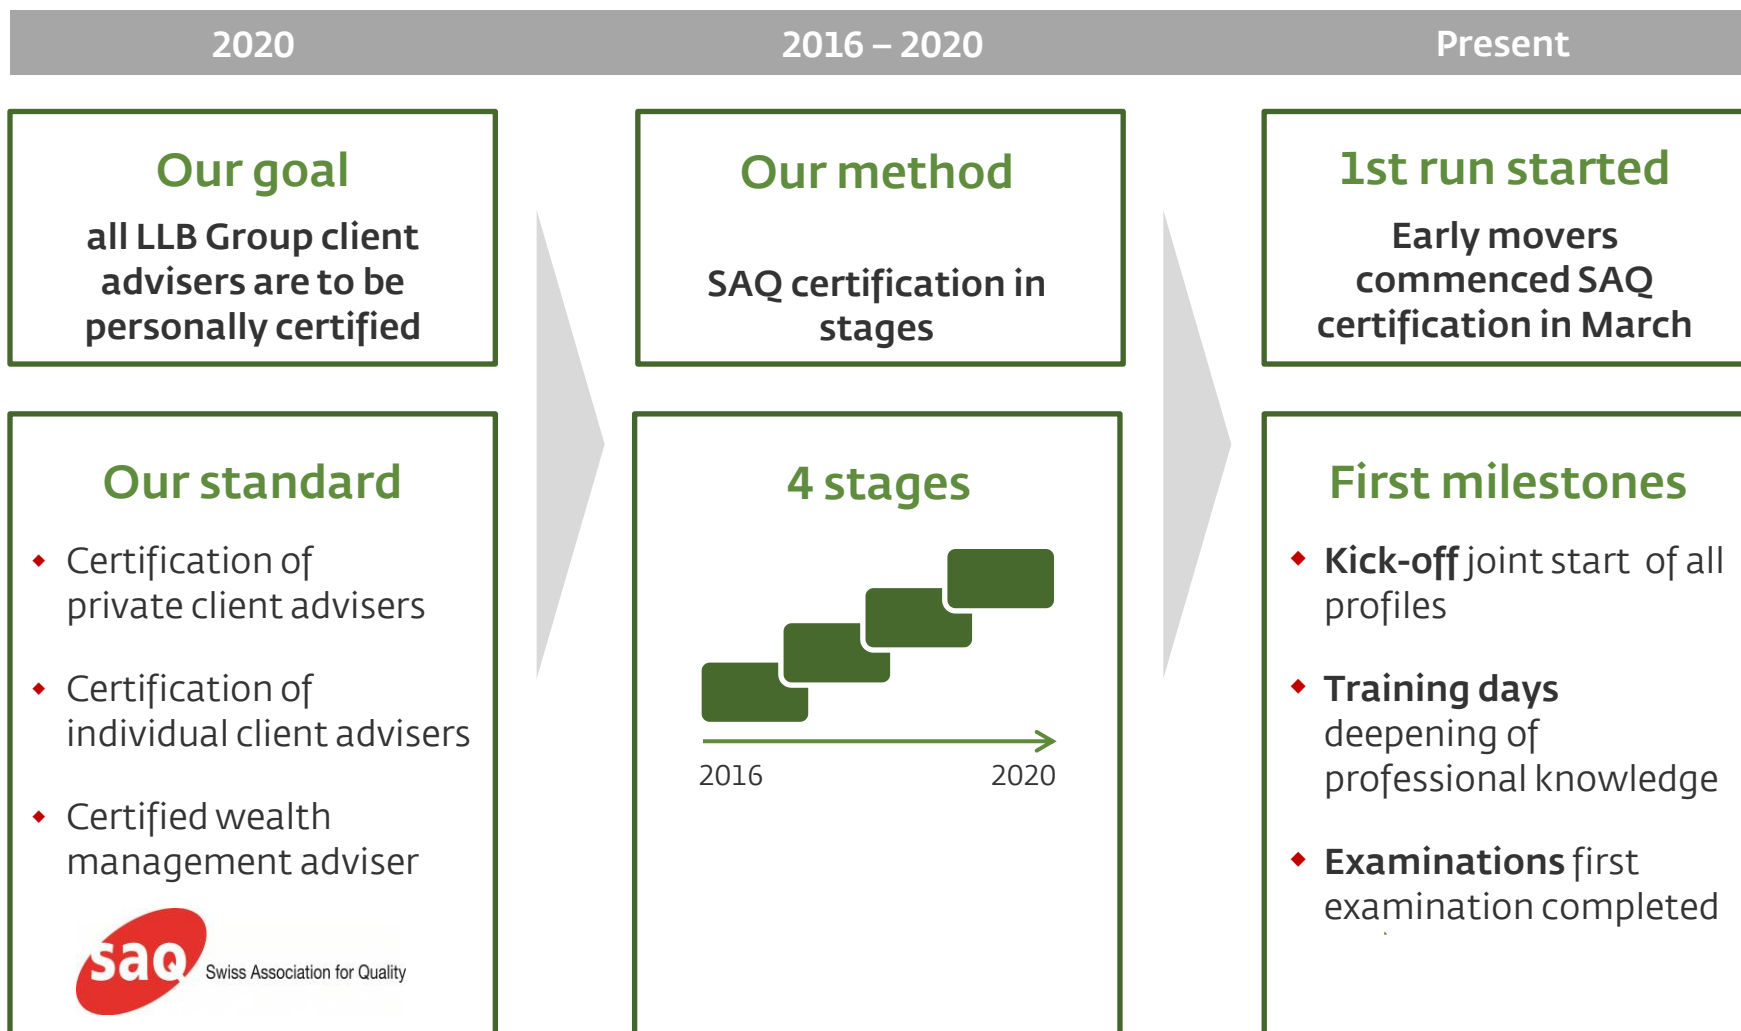 2020
2016 – 2020
Present
Our goal
all LLB Group client
advisers are to be
personally certified
Our method
SAQ certification in
stages
1st run started
Early movers
commenced SAQ
certification in March
Our standard
Certification of
private client advisers
Certification of
individual client advisers
Certified wealth
management adviser
saQ Swiss Association for Quality
4 stages
2016 2020
First milestones
Kick-off joint start of all
profiles
Training days
deepening of
professional knowledge
Examinations first
examination completed